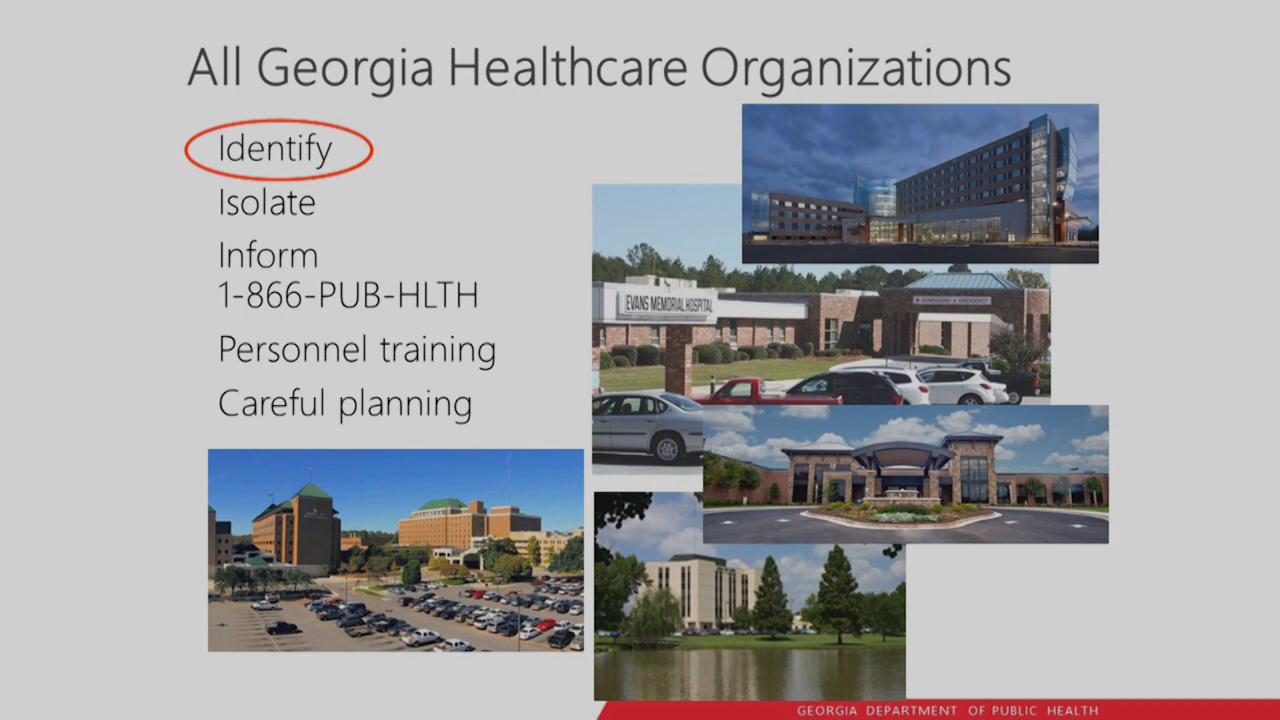 All Georgia Healthcare Organizations
Identify
Isolate
Inform
1-866-PUB-HLTH
Personnel training
Careful planning
EVANS MEMORIAL HOSPITAL
ADMISSIONS & EMERGENCY
GEORGIA DEPARTMENT OF PUBLIC HEALTH